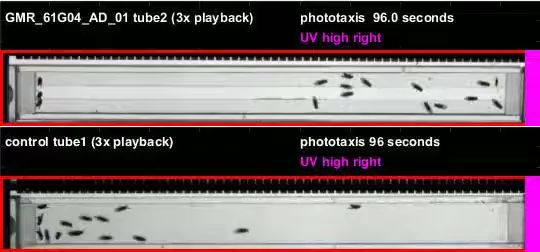 GMR_61G04_AD_01 tube2 (3x playback)
phototaxis 96.0 seconds
UV high right
control tube1 (3x playback)
phototaxis 96 seconds
UV high right